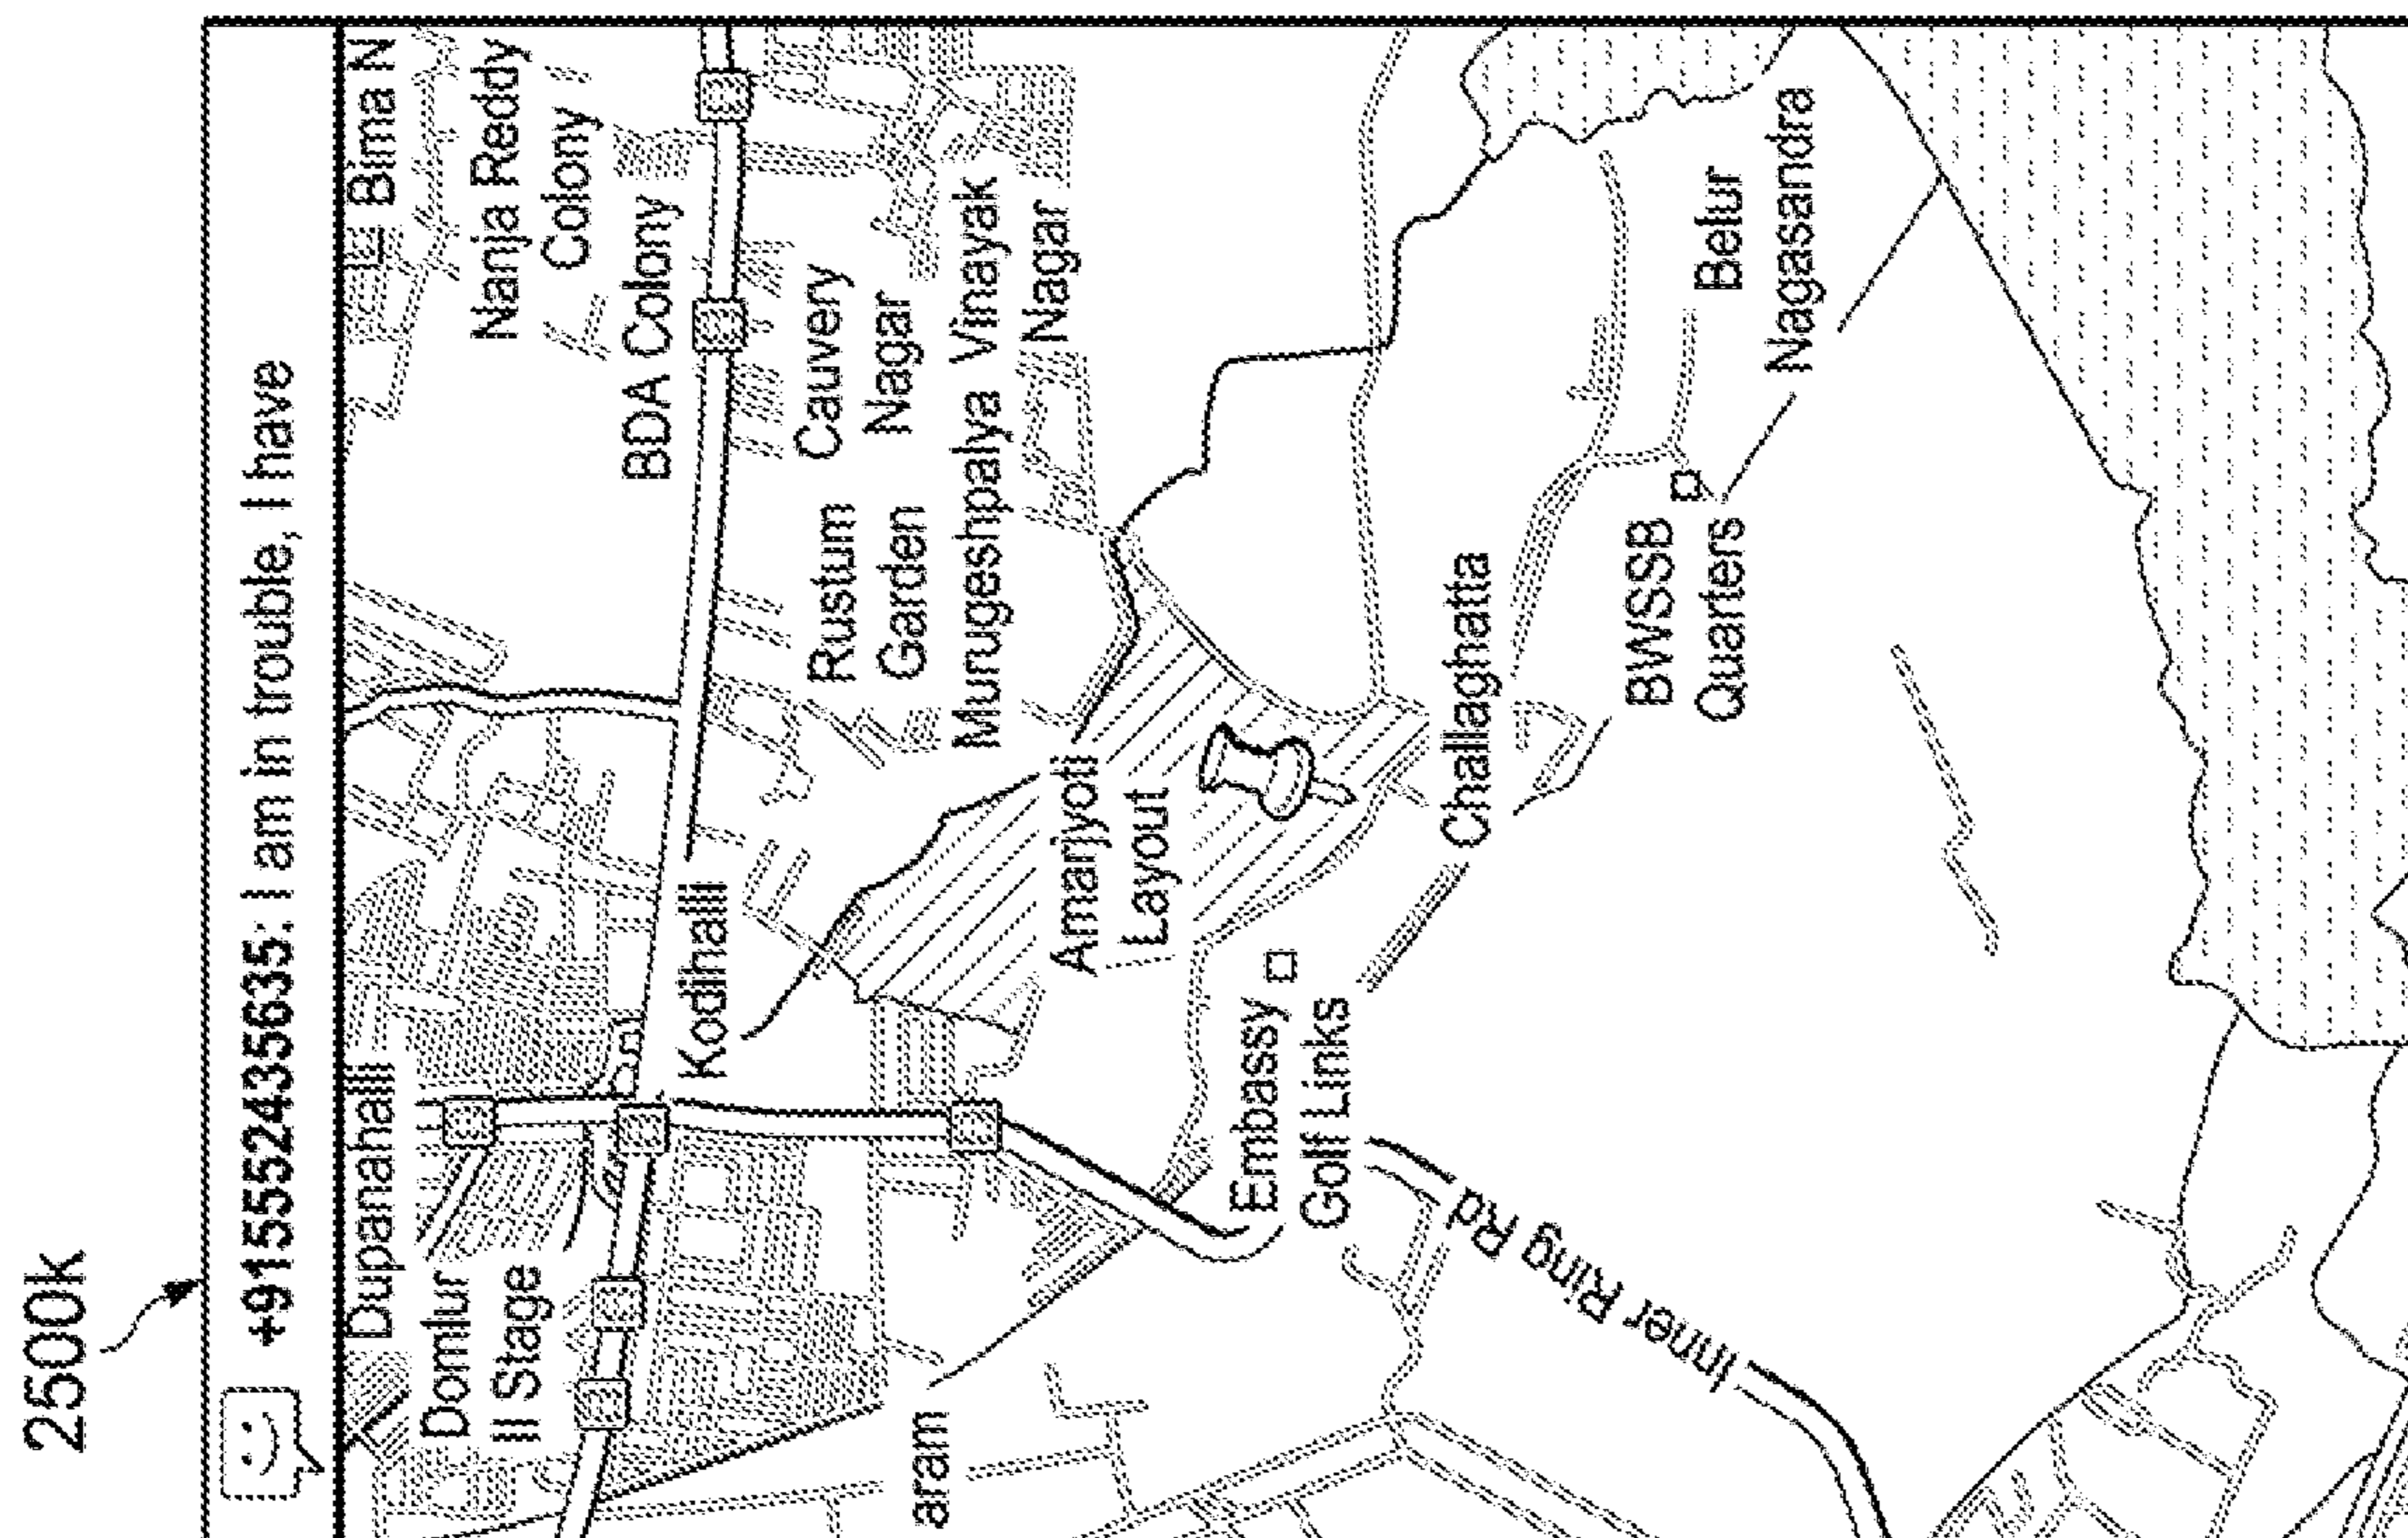 2500k
+915552435635: I am in trouble, I have
Dupanahalli
Bima N
Domlur
II Stage
Nanja Reddy
Colony
BDA Colony
Kodihalli
Rustum
Garden
Cauvery
Nagar
Murugeshpalya
Vinayak
Nagar
aram
Amarjyoti
Layout
Embassy
Golf Links
Challaghatta
Inner Ring Rd
BWSSB
Quarters
Belur
Nagasandra